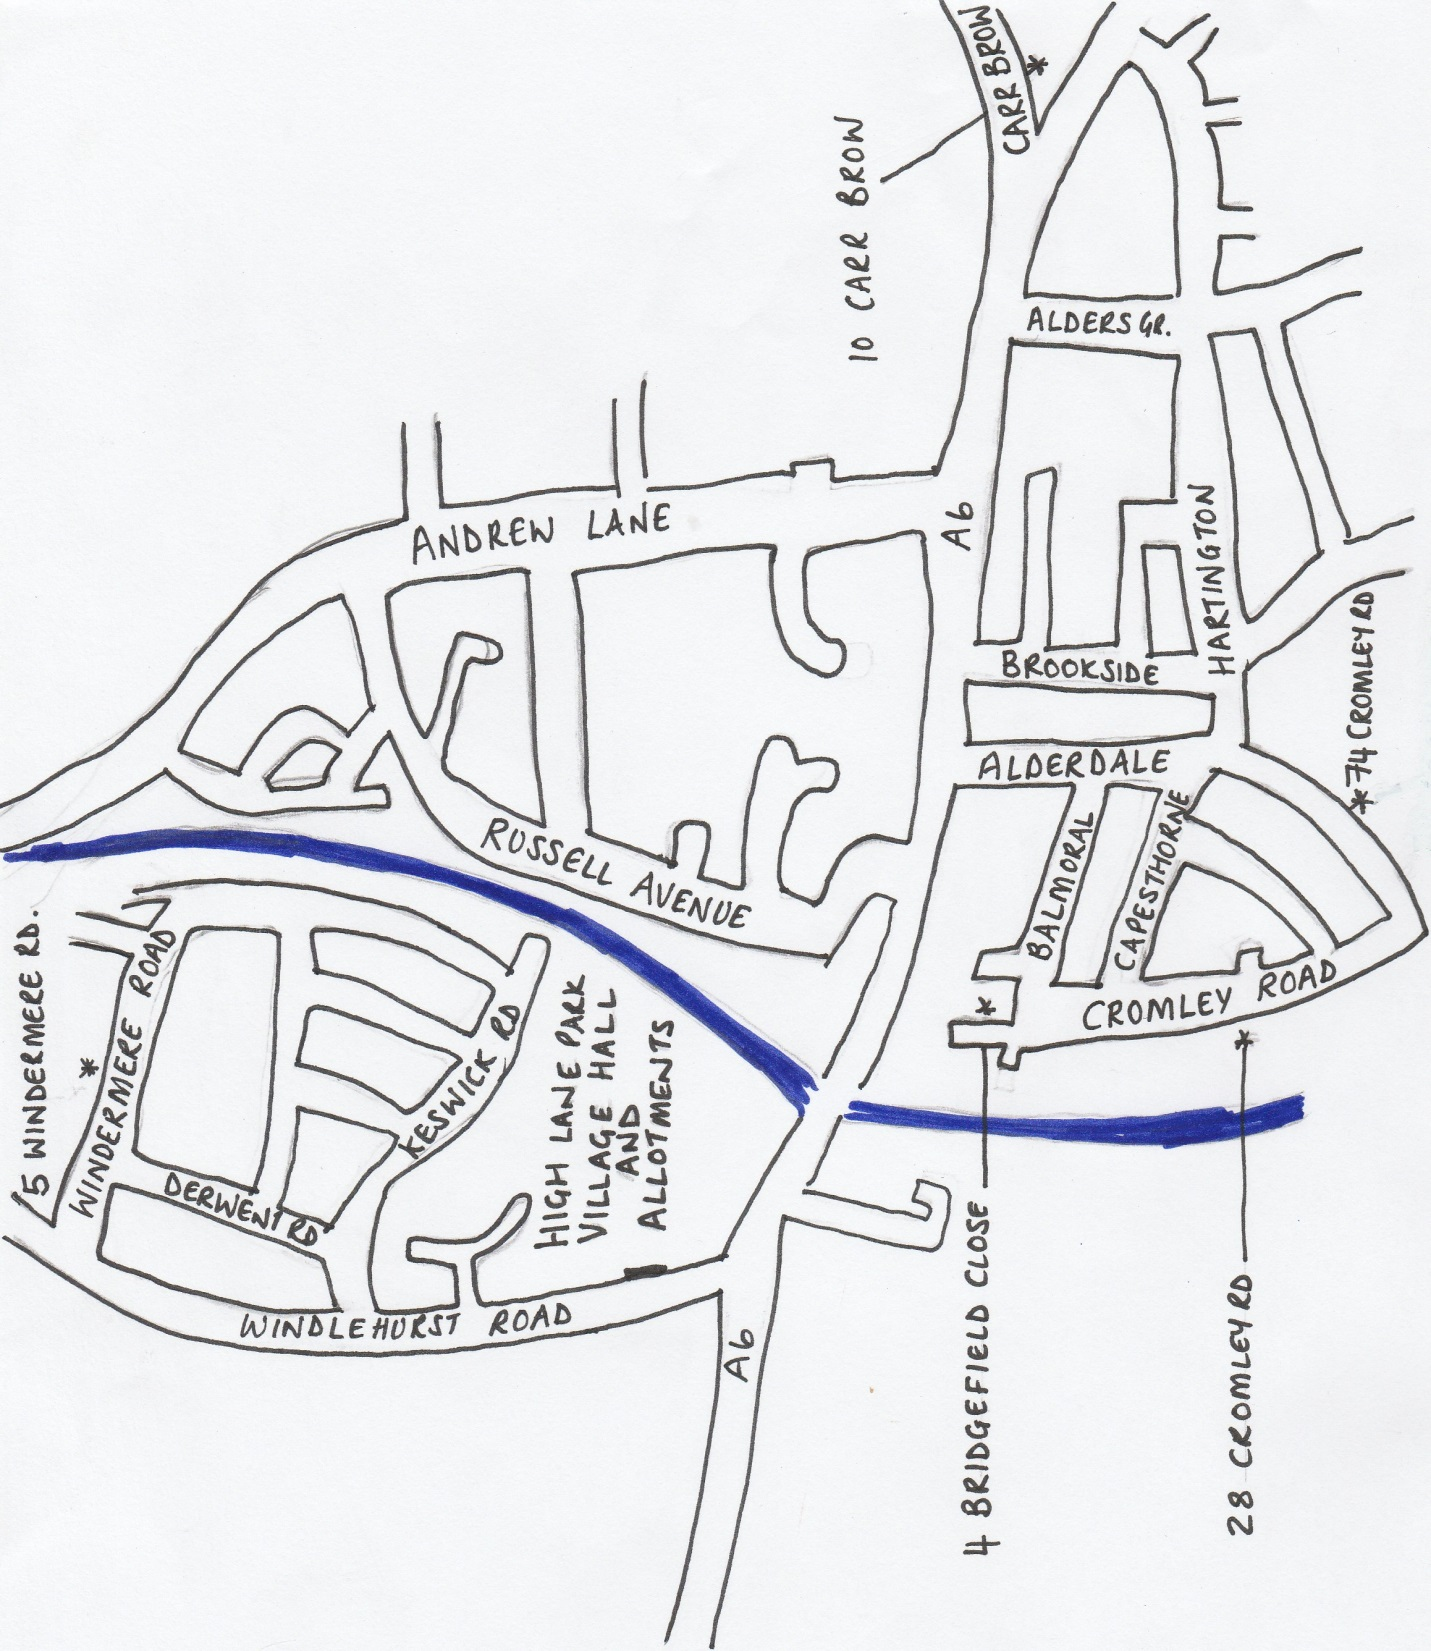 CARR BROW
*
10 CARR BROW
ALDERS GR.
ANDREW LANE
A6
HARTINGTON
BROOKSIDE
ALDERDALE
*74 CROMLEY RD
BALMORAL
CAPESTHORNE
RUSSELL AVENUE
CROMLEY ROAD
*
*
5 WINDERMERE RD.
*
WINDERMERE ROAD
KESWICK RD
DERWENT RD
HIGH LANE PARK
VILLAGE HALL
AND
ALLOTMENTS
WINDLEHURST ROAD
A6
4 BRIDGEFIELD CLOSE
28 CROMLEY RD